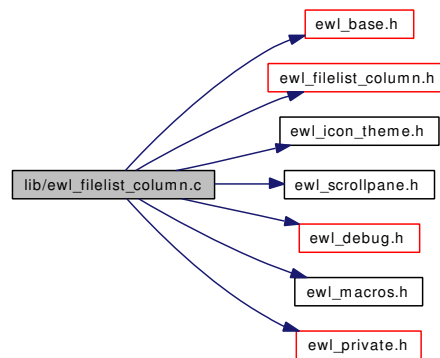 ewl_base.h
ewl_filelist_column.h
ewl_icon_theme.h
lib/ewl_filelist_column.c
ewl_scrollpane.h
ewl_debug.h
ewl_macros.h
ewl_private.h